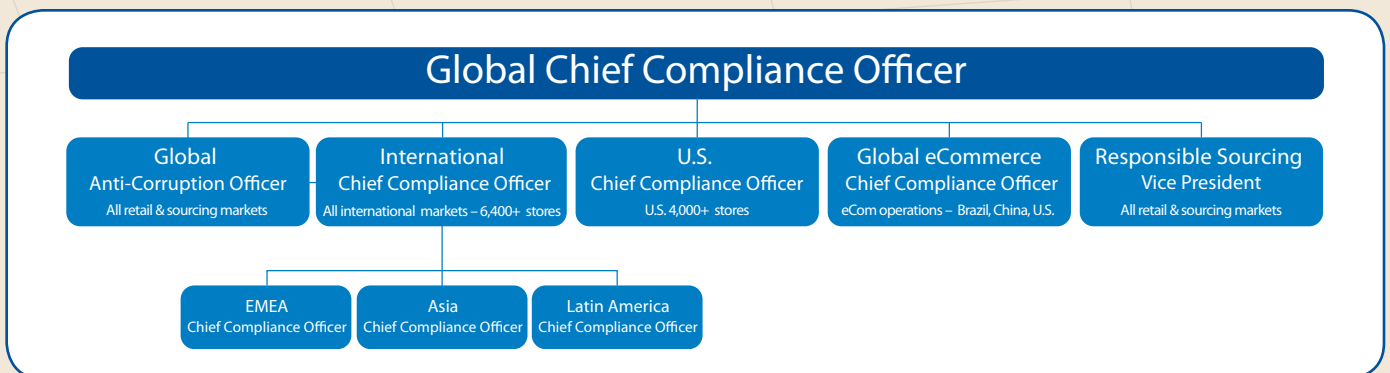 Global Chief Compliance Officer
Global
Anti-Corruption Officer
All retail & sourcing markets
International
Chief Compliance Officer
All international markets – 6,400+ stores
U.S.
Chief Compliance Officer
U.S. 4,000+ stores
Global eCommerce
Chief Compliance Officer
eCom operations – Brazil, China, U.S.
Responsible Sourcing
Vice President
All retail & sourcing markets
EMEA
Chief Compliance Officer
Asia
Chief Compliance Officer
Latin America
Chief Compliance Officer